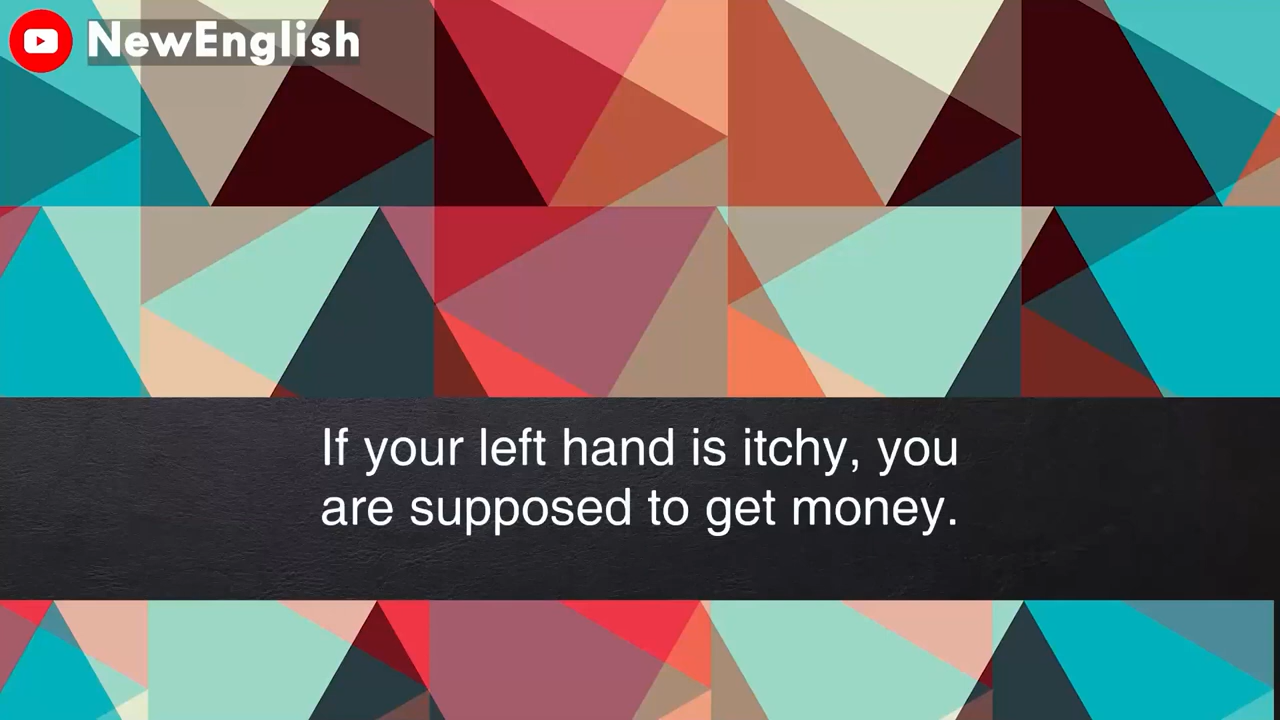 NewEnglish
If your left hand is itchy, you
are supposed to get money.